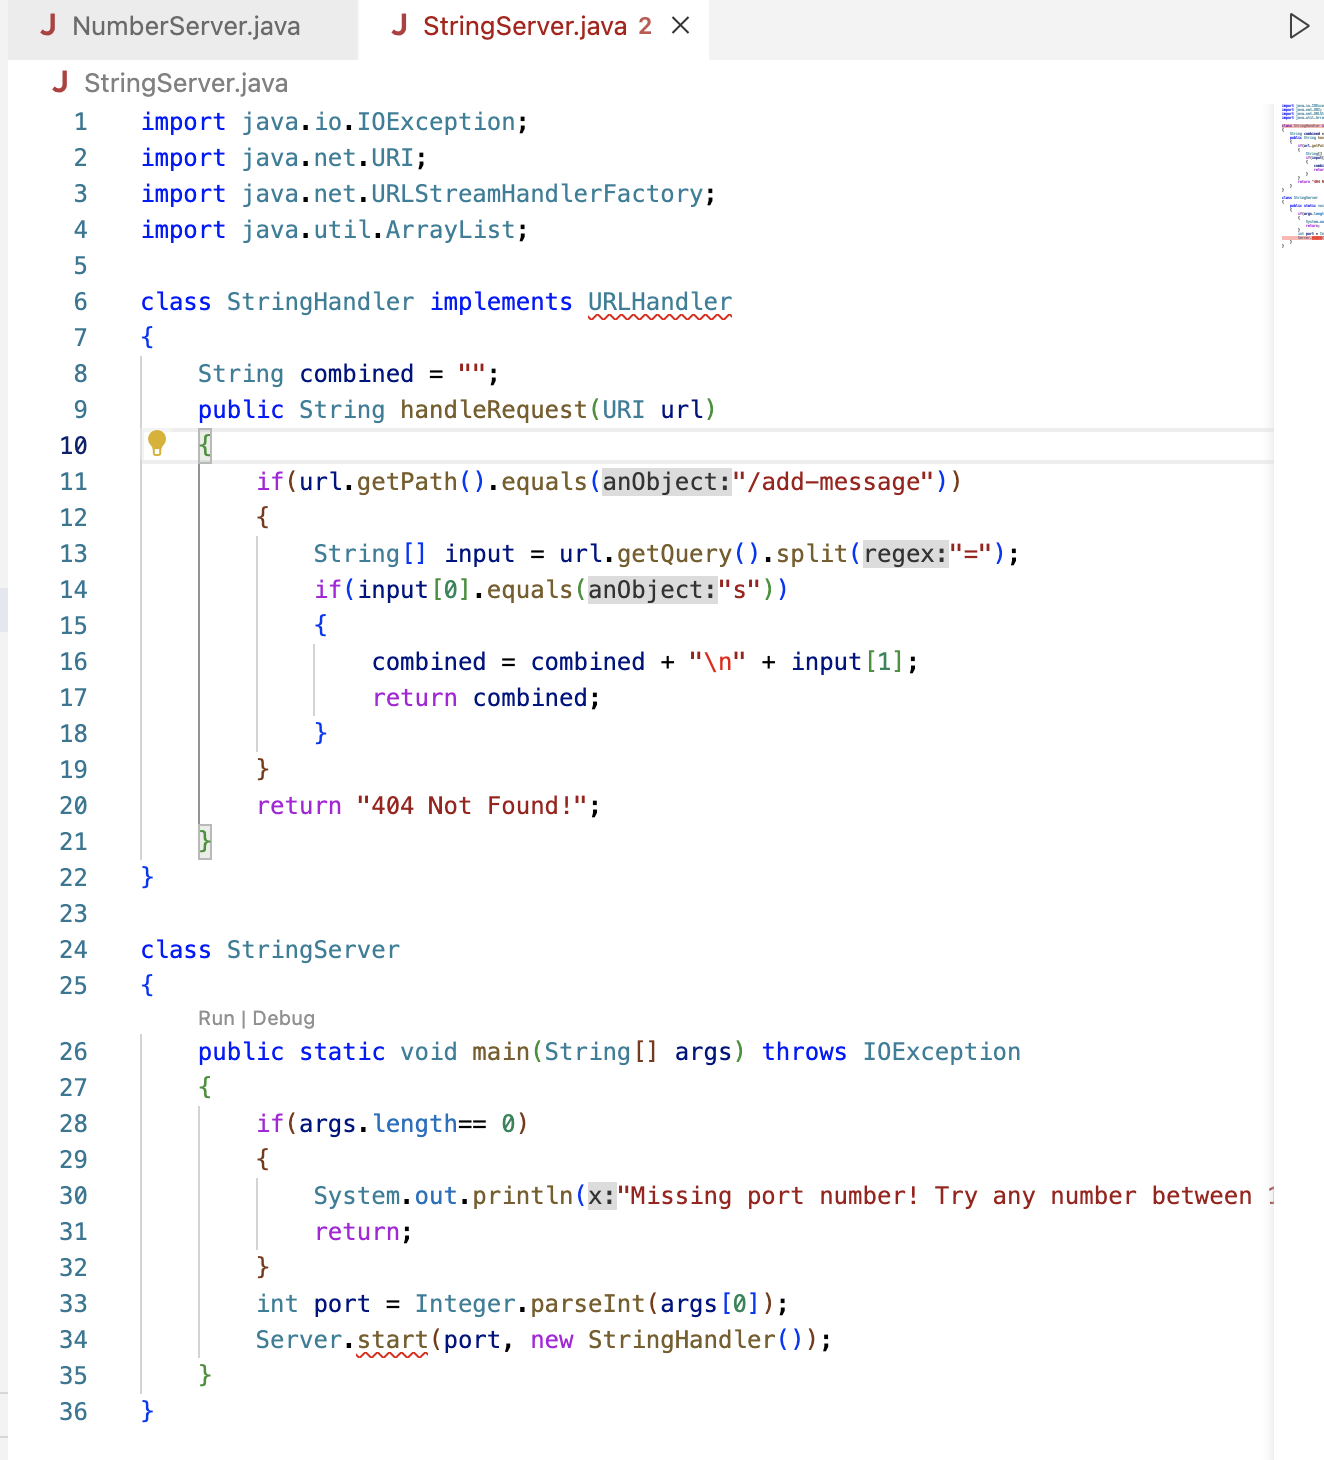 NumberServer.java
StringServer.java 2
StringServer.java
1 import java.io.IOException;
2 import java.net.URI;
3 import java.net.URLStreamHandlerFactory;
4 import java.util.ArrayList;
5
6 class StringHandler implements URLHandler
7 {
8 String combined = "";
9 public String handleRequest(URI url)
10 {
11 if(url.getPath().equals(anObject:"/add-message"))
12 {
13 String[] input = url.getQuery().split(regex:"=");
14 if(input[0].equals(anObject:"s"))
15 {
16 combined = combined + "\n" + input[1];
17 return combined;
18 }
19 }
20 return "404 Not Found!";
21 }
22 }
23
24 class StringServer
25 {
Run | Debug
26 public static void main(String[] args) throws IOException
27 {
28 if(args.length== 0)
29 {
30 System.out.println(x:"Missing port number! Try any number between
31 return;
32 }
33 int port = Integer.parseInt(args[0]);
34 Server.start(port, new StringHandler());
35 }
36 }